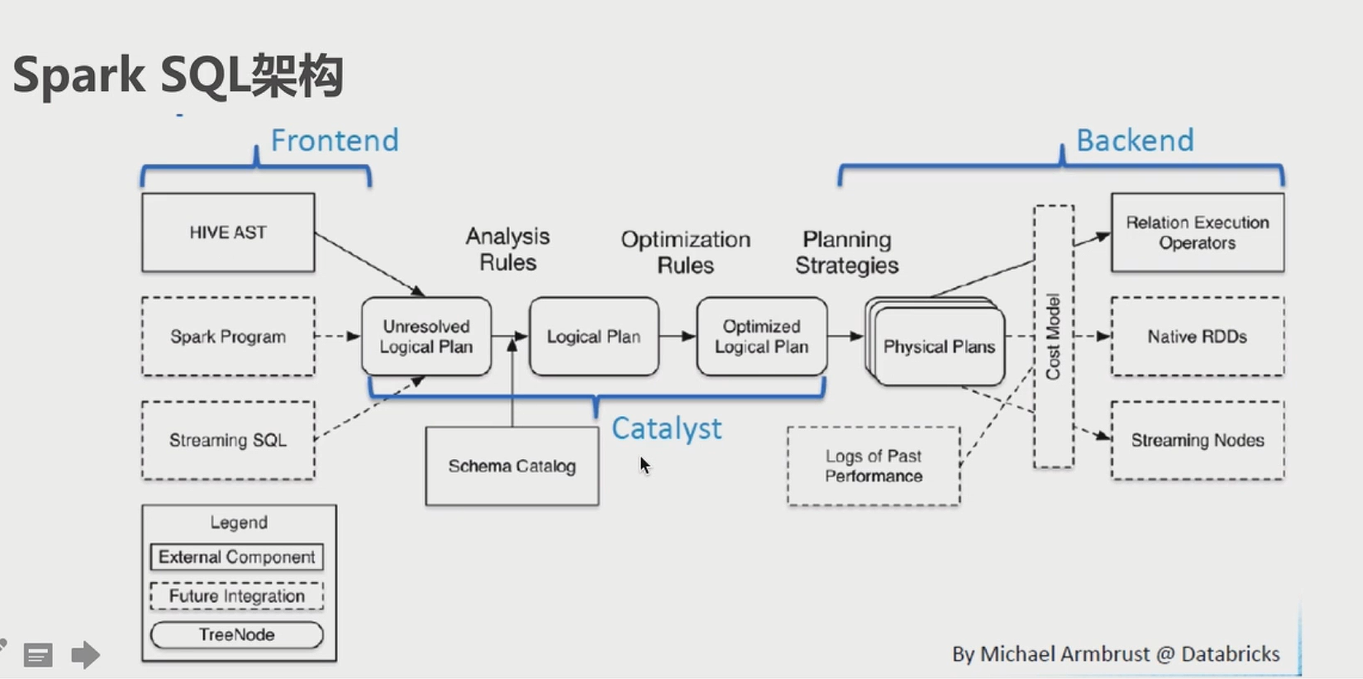 Spark SQL架构
Frontend
Backend
HIVE AST
Relation Execution
Operators
Analysis
Rules
Optimization
Rules
Planning
Strategies
Spark Program
Unresolved
Logical Plan
Logical Plan
Optimized
Logical Plan
Physical Plans
Cost Model
Native RDDs
Streaming SQL
Catalyst
Schema Catalog
Logs of Past
Performance
Streaming Nodes
Legend
External Component
Future Integration
TreeNode
By Michael Armbrust @ Databricks